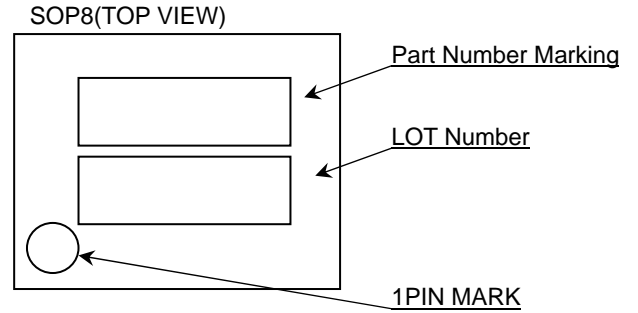 SOP8(TOP VIEW)
Part Number Marking
LOT Number
1PIN MARK